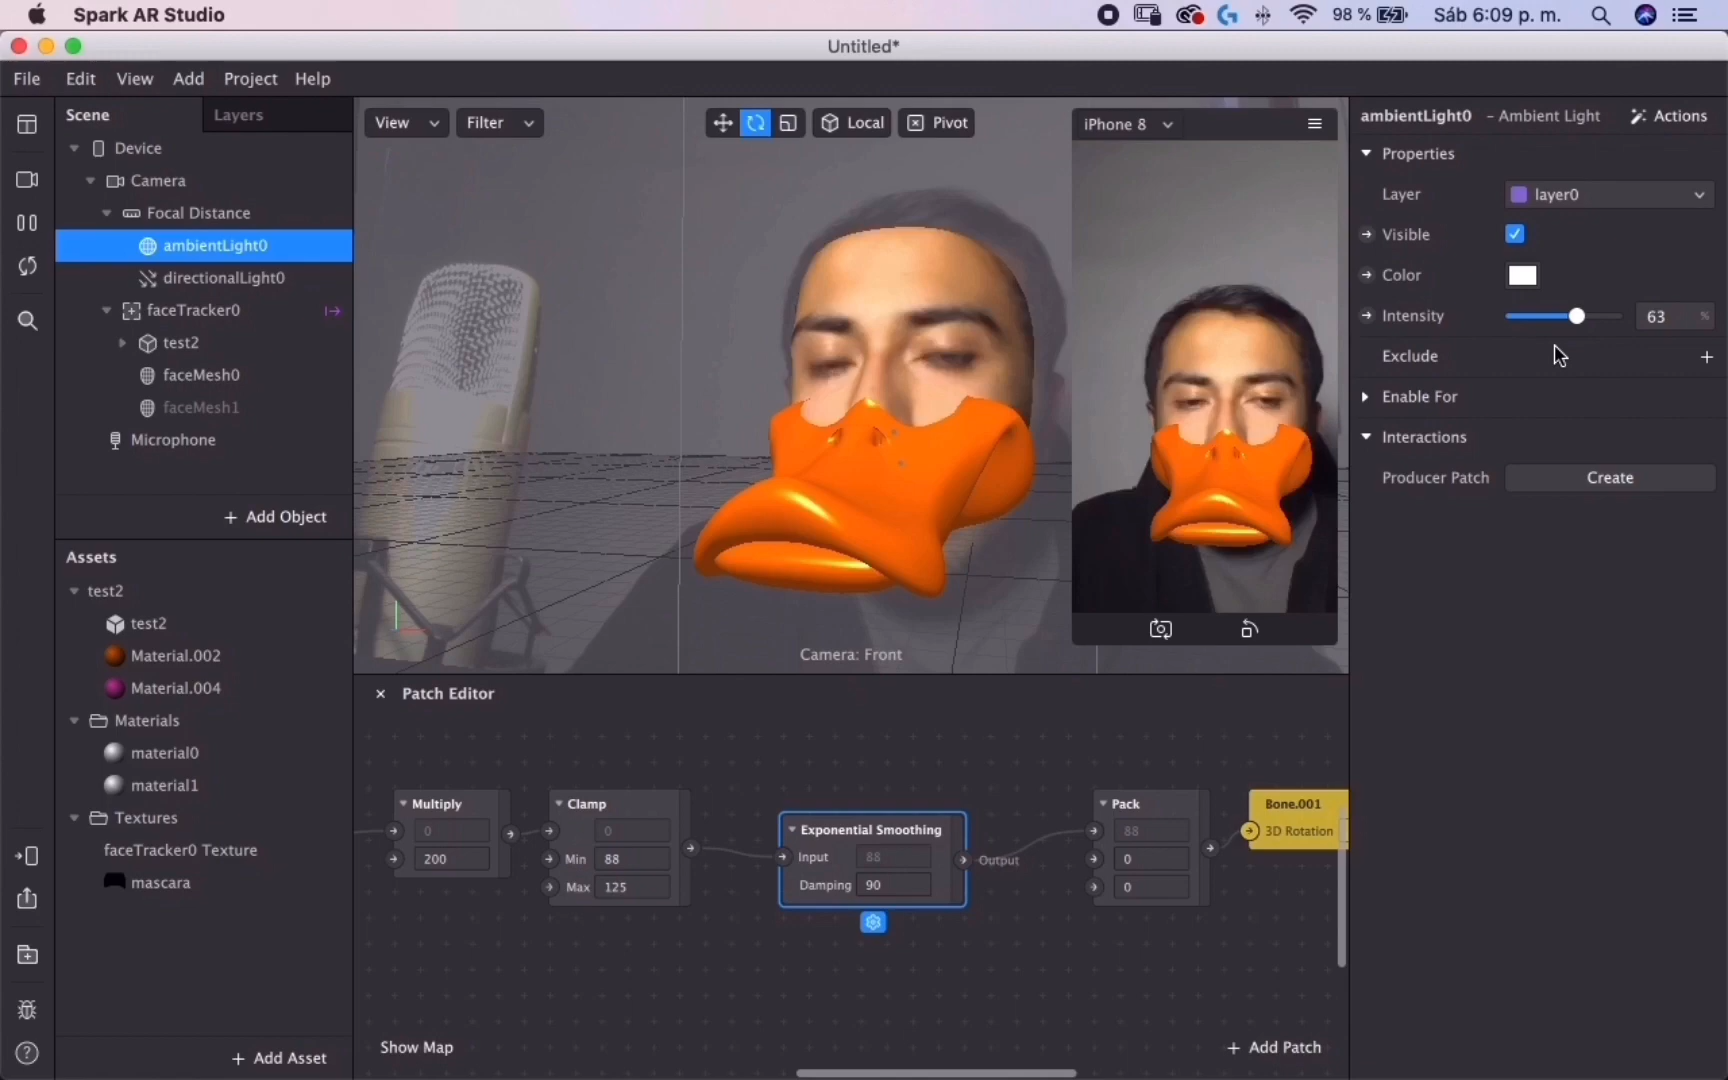 Spark AR Studio
98 %
Sáb 6:09 p. m.
Untitled*
File Edit View Add Project Help
Scene
Layers
Device
Camera
Focal Distance
ambientLight0
directionalLight0
faceTracker0
test2
faceMesh0
faceMesh1
Microphone
+ Add Object
Assets
test2
test2
Material.002
Material.004
Materials
material0
material1
Textures
faceTracker0 Texture
mascara
+ Add Asset
View
Filter
Local
Pivot
iPhone 8
Camera: Front
Patch Editor
Multiply
0
200
Clamp
0
Min 88
Max 125
Exponential Smoothing
Input 88
Damping 90
Output
Pack
88
0
0
Bone.001
3D Rotation
Show Map
+ Add Patch
ambientLight0 - Ambient Light
Actions
Properties
Layer layer0
Visible
Color
Intensity 63 %
Exclude +
Enable For
Interactions
Producer Patch Create